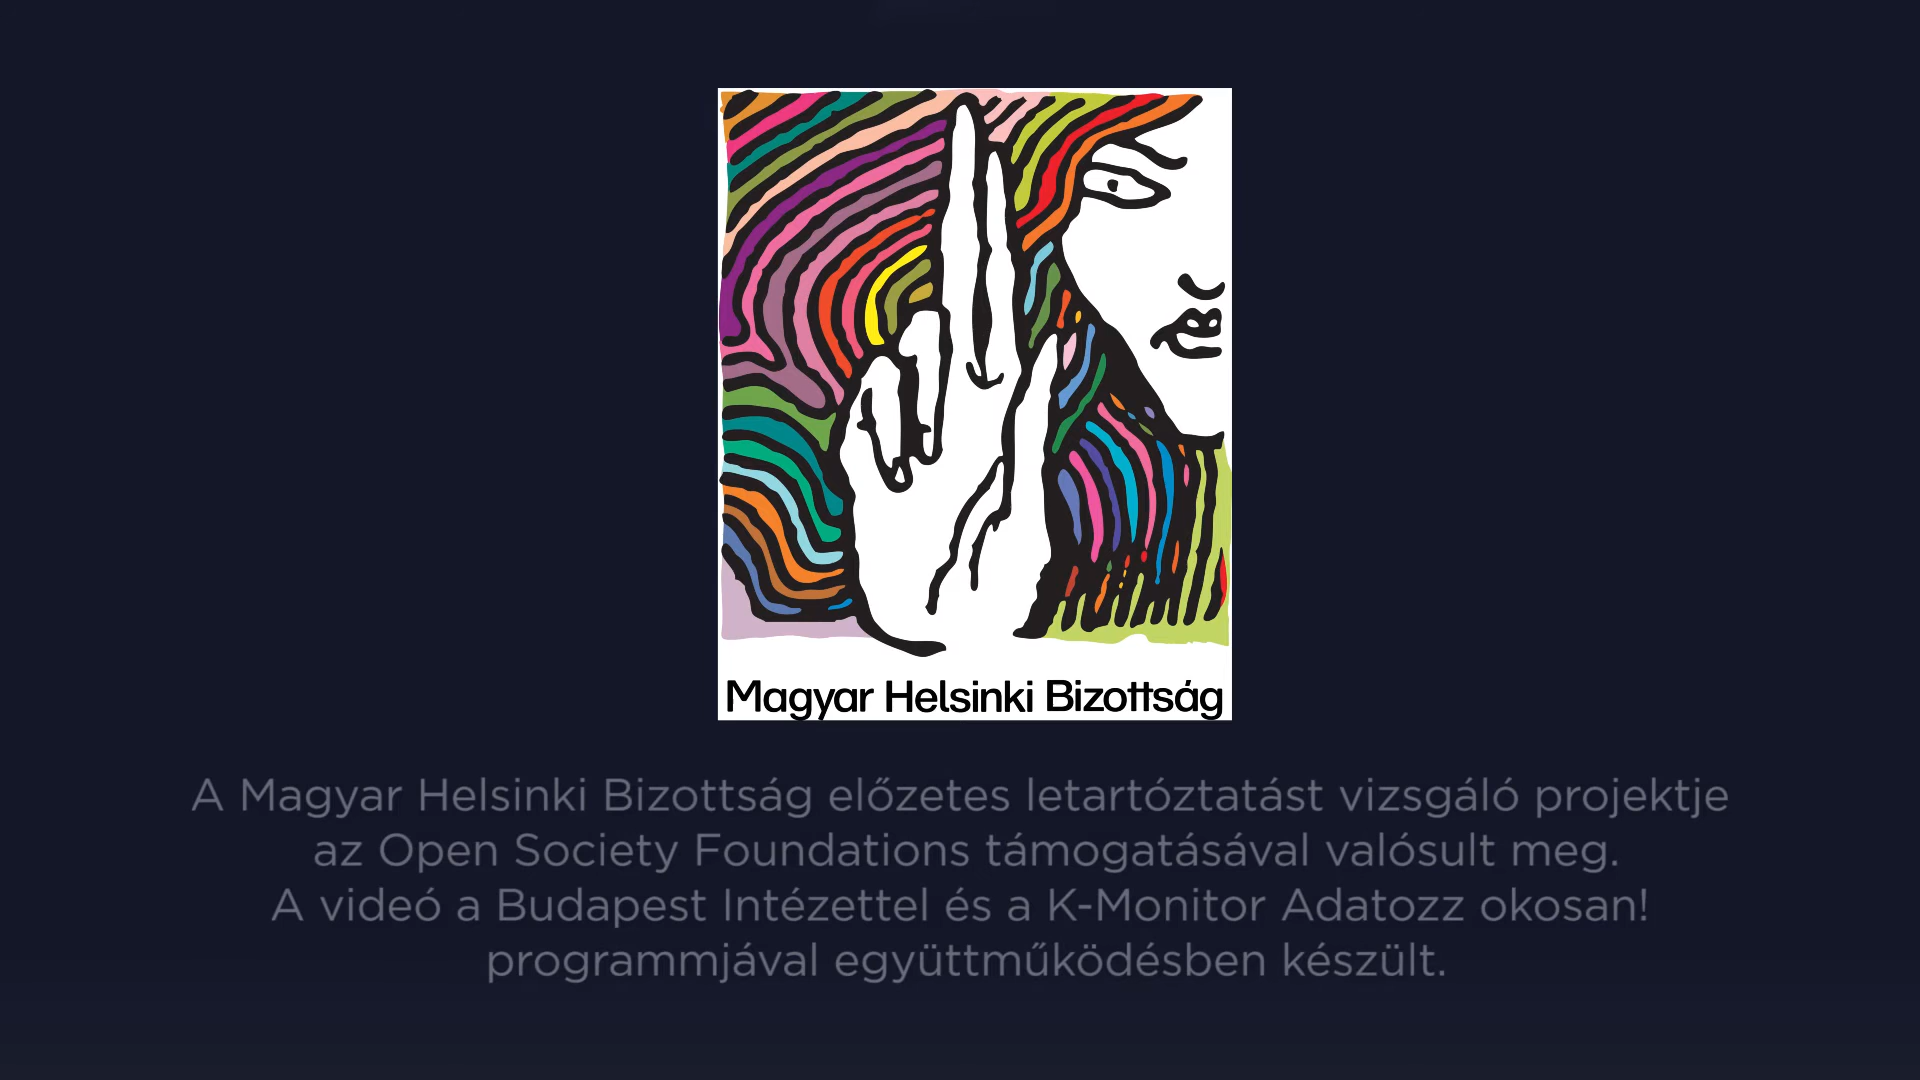 Magyar Helsinki Bizottság
A Magyar Helsinki Bizottság előzetes letartóztatást vizsgáló projektje
az Open Society Foundations támogatásával valósult meg.
A videó a Budapest Intézettel és a K-Monitor Adatozz okosan!
programmjával együttműködésben készült.